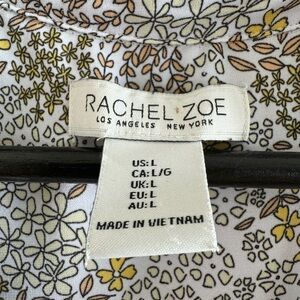 RACHEL ZOE
LOS ANGELES NEW YORK
US: L
CA: L/G
UK: L
EU: L
AU: L
MADE IN VIETNAM